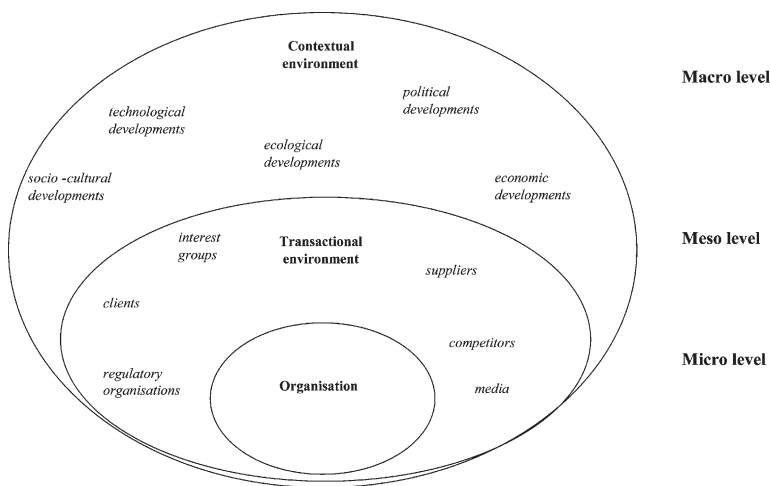 Contextual
environment
Macro level
technological
developments
political
developments
ecological
developments
socio -cultural
developments
economic
developments
Meso level
interest
groups
Transactional
environment
suppliers
clients
competitors
Micro level
regulatory
organisations
Organisation
media